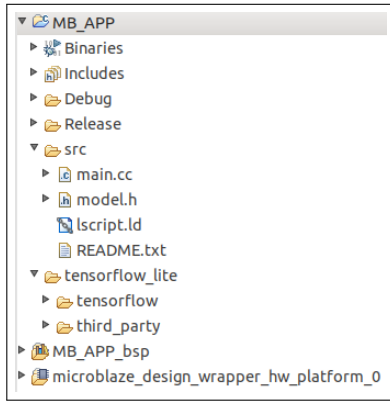 MB_APP
Binaries
Includes
Debug
Release
src
main.cc
model.h
lscript.ld
README.txt
tensorflow_lite
tensorflow
third_party
MB_APP_bsp
microblaze_design_wrapper_hw_platform_0